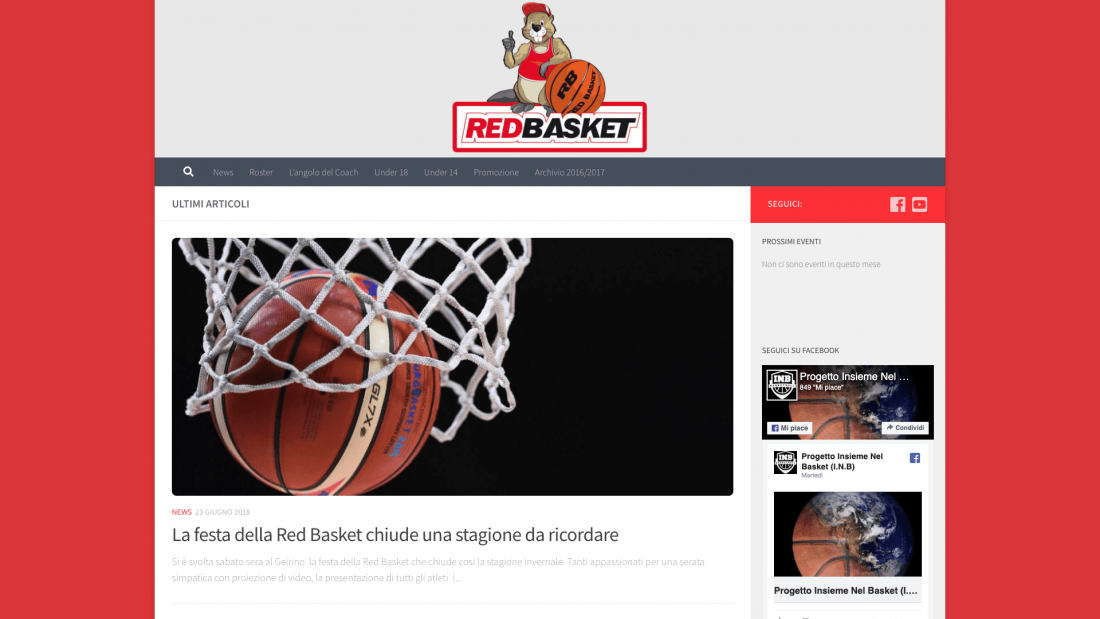 RB
RED BASKET
REDBASKET
News Roster L'angolo del Coach Under 18 Under 14 Promozione Archivio 2016/2017
ULTIMI ARTICOLI
GL7X
NEWS 23 GIUGNO 2018
La festa della Red Basket chiude una stagione da ricordare
Si è svolta sabato sera al Geirino la festa della Red Basket che chiude così la stagione invernale. Tanti appassionati per una serata
simpatica con proiezione di video, la presentazione di tutti gli atleti (...
SEGUICI:
PROSSIMI EVENTI
Non ci sono eventi in questo mese
SEGUICI SU FACEBOOK
INB
Progetto Insieme Nel ...
849 "Mi piace"
Mi piace Condividi
INB
Progetto Insieme Nel
Basket (I.N.B)
Martedì
Progetto Insieme Nel Basket (I....